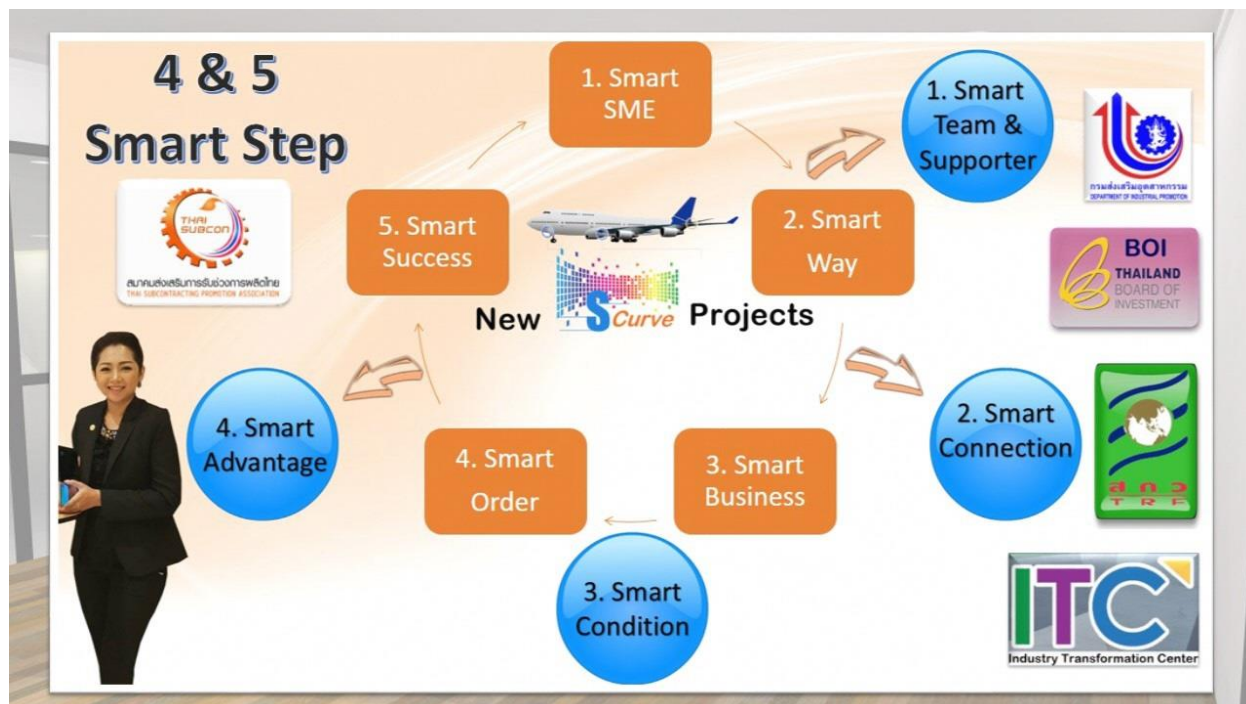 4 & 5
Smart Step
THAI
SUBCON
สมาคมส่งเสริมการรับช่วงการผลิตไทย
THAI SUBCONTRACTING PROMOTION ASSOCIATION
1. Smart
SME
2. Smart
Way
3. Smart
Business
4. Smart
Order
5. Smart
Success
New S Curve Projects
1. Smart
Team &
Supporter
2. Smart
Connection
3. Smart
Condition
4. Smart
Advantage
กรมส่งเสริมอุตสาหกรรม
DEPARTMENT OF INDUSTRIAL PROMOTION
BOI
THAILAND
BOARD OF
INVESTMENT
สกว
TRF
ITC
Industry Transformation Center